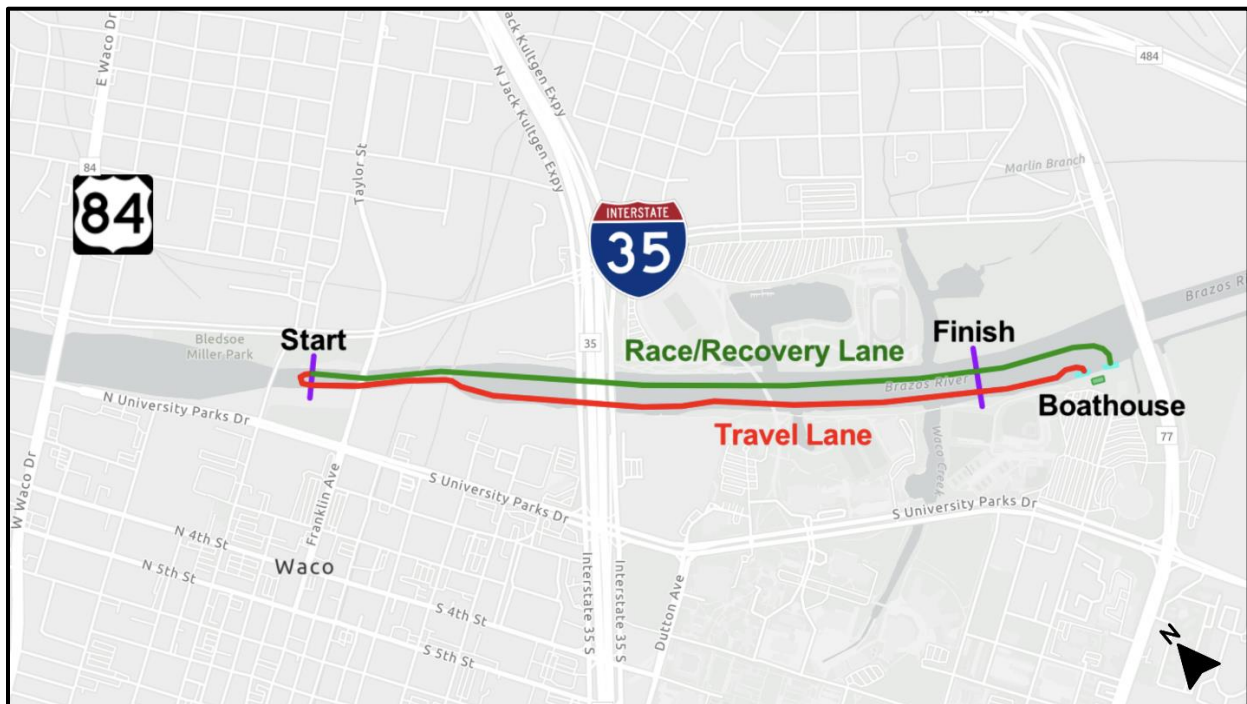 E Waco Dr
N Jack Kultgen Expy
Jack Kultgen Expy
484
484
84
84
Taylor St
Marlin Branch
INTERSTATE
35
Bledsoe
Miller Park
Start
35
Race/Recovery Lane
Finish
Brazos River
Brazos R
Boathouse
Travel Lane
N University Parks Dr
W Waco Dr
Franklin Ave
S University Parks Dr
Waco Creek
77
S University Parks Dr
N 4th St
N 5th St
Waco
S 4th St
S 5th St
Interstate 35 S
Interstate 35 S
Dutton Ave
N